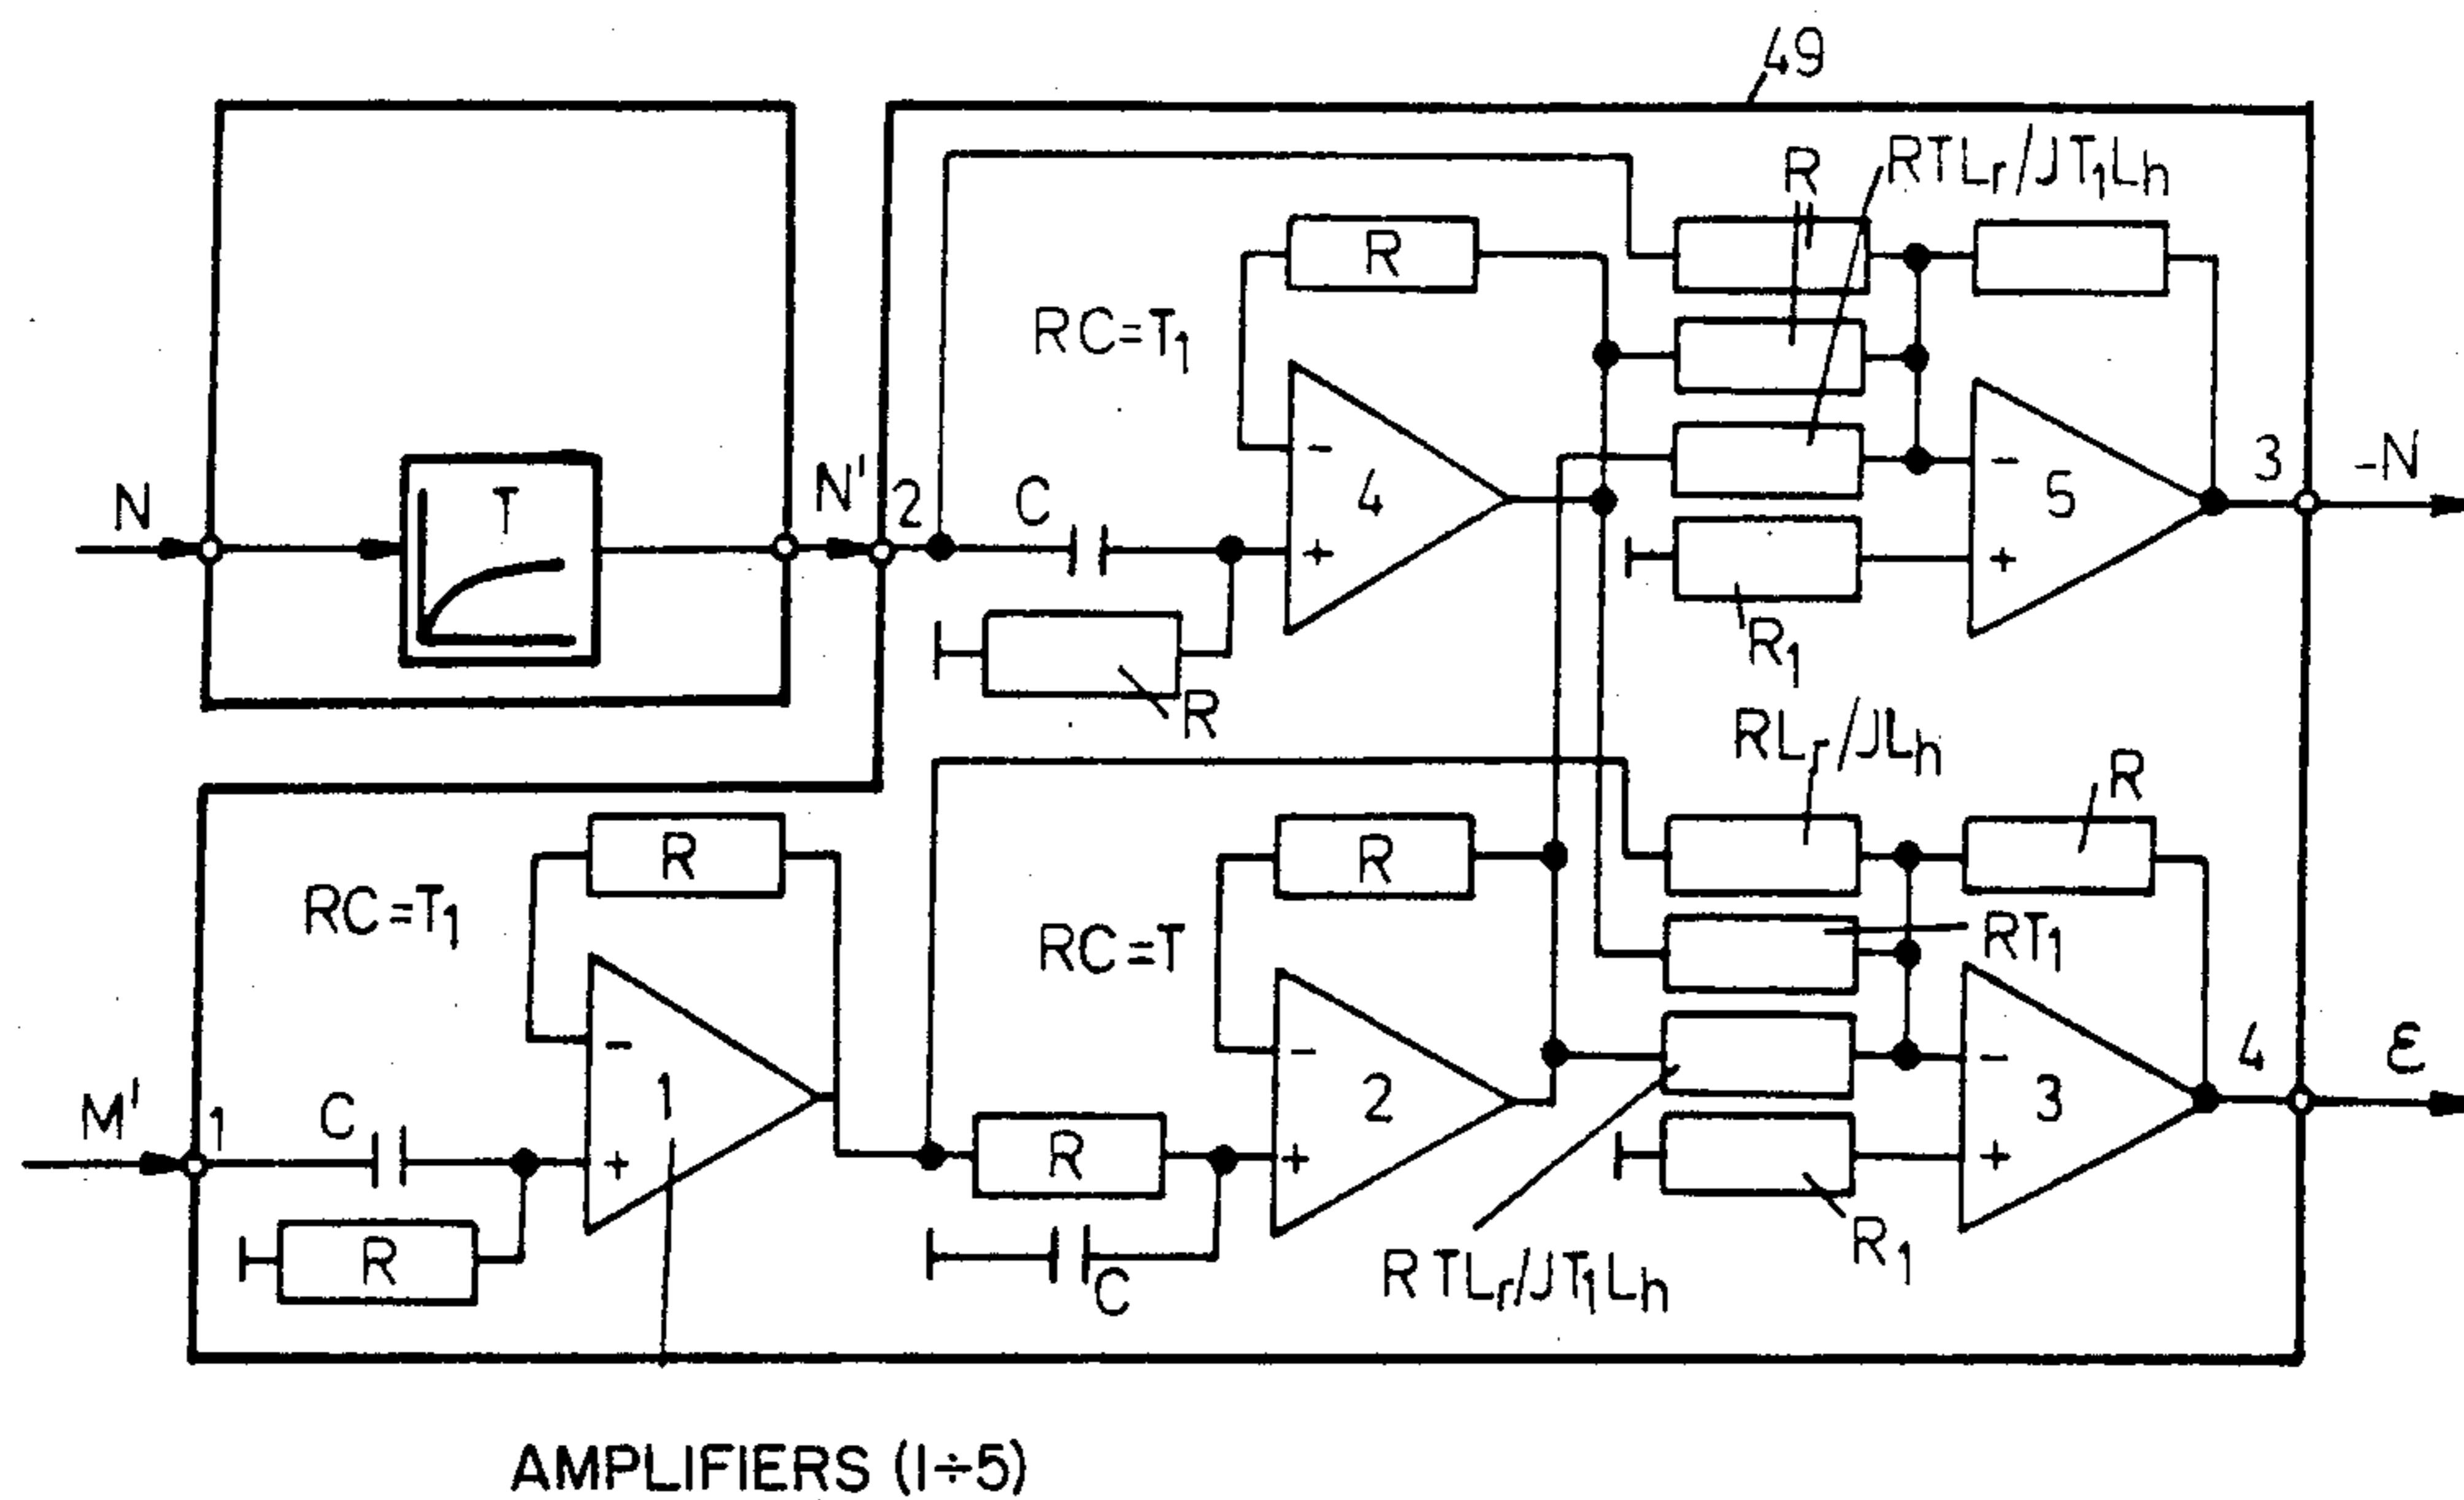 49
R
RTLr/JT1Lh
R
RC=T1
N
T
N'
2
C
-
4
+
-
5
+
3
-N
R1
R
RLr/JLh
R
R
R
RC=T1
RC=T
RT1
M'
1
C
-
1
+
R
-
2
+
-
3
+
4
ε
R
C
RTLr/JT1Lh
R1
AMPLIFIERS (1÷5)